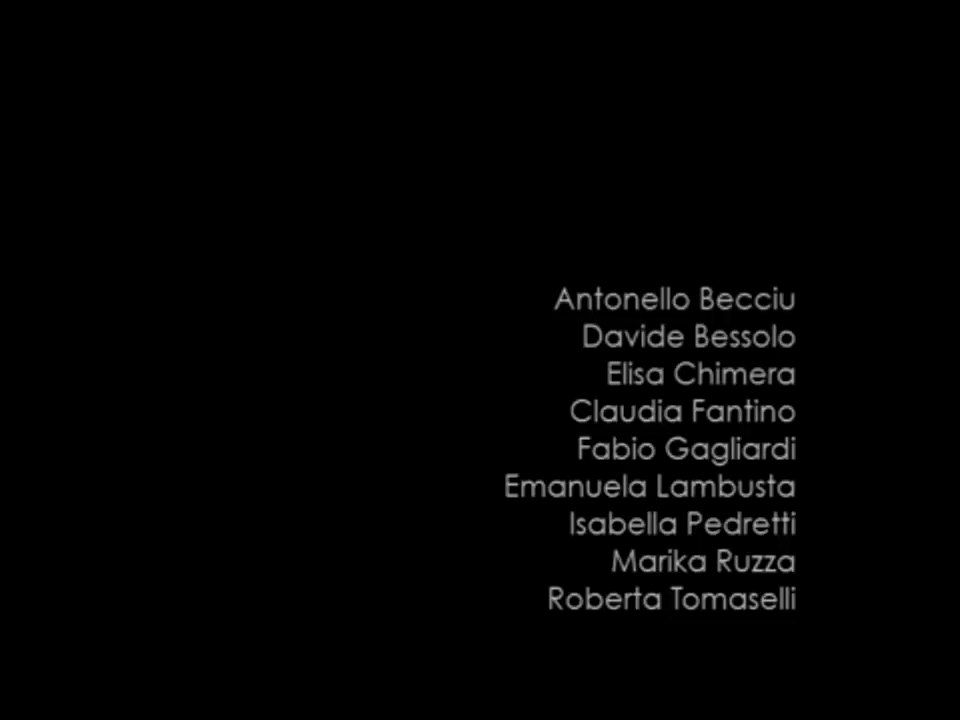 Antonello Becciu
Davide Bessolo
Elisa Chimera
Claudia Fantino
Fabio Gagliardi
Emanuela Lambusta
Isabella Pedretti
Marika Ruzza
Roberta Tomaselli